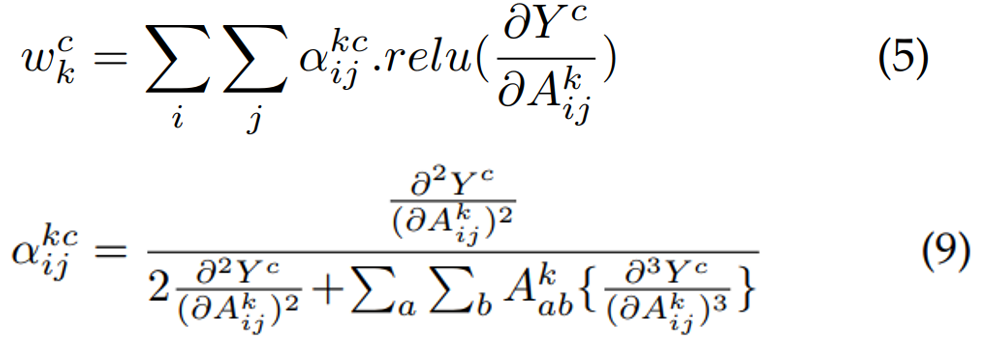 $w_k^c = \sum_i \sum_j \alpha_{ij}^{kc}.relu(\frac{\partial Y^c}{\partial A_{ij}^k})$ (5)
$\alpha_{ij}^{kc} = \frac{\frac{\partial^2 Y^c}{(\partial A_{ij}^k)^2}}{2\frac{\partial^2 Y^c}{(\partial A_{ij}^k)^2} + \sum_a \sum_b A_{ab}^k \{\frac{\partial^3 Y^c}{(\partial A_{ij}^k)^3}\}}$ (9)